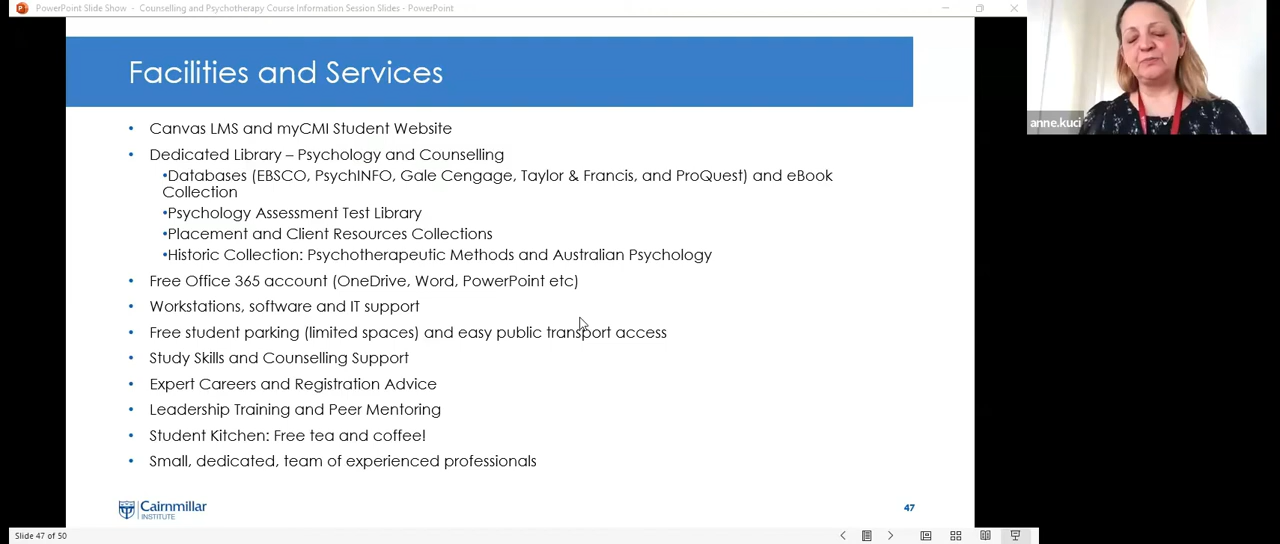 PowerPoint Slide Show - Counselling and Psychotherapy Course Information Session Slides - PowerPoint
Facilities and Services
anne.kuci
• Canvas LMS and myCMI Student Website
• Dedicated Library – Psychology and Counselling
•Databases (EBSCO, PsychINFO, Gale Cengage, Taylor & Francis, and ProQuest) and eBook
Collection
•Psychology Assessment Test Library
•Placement and Client Resources Collections
•Historic Collection: Psychotherapeutic Methods and Australian Psychology
• Free Office 365 account (OneDrive, Word, PowerPoint etc)
• Workstations, software and IT support
• Free student parking (limited spaces) and easy public transport access
• Study Skills and Counselling Support
• Expert Careers and Registration Advice
• Leadership Training and Peer Mentoring
• Student Kitchen: Free tea and coffee!
• Small, dedicated, team of experienced professionals
Cairnmillar
INSTITUTE
47
Slide 47 of 50